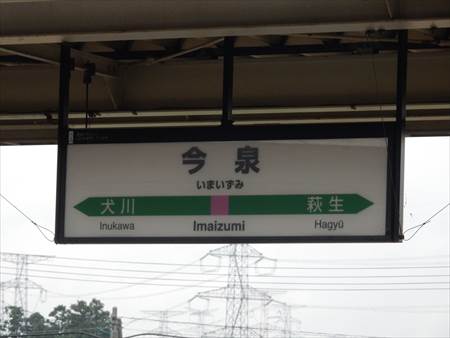 今泉
いまいずみ
犬川 萩生
Inukawa Imaizumi Hagyū